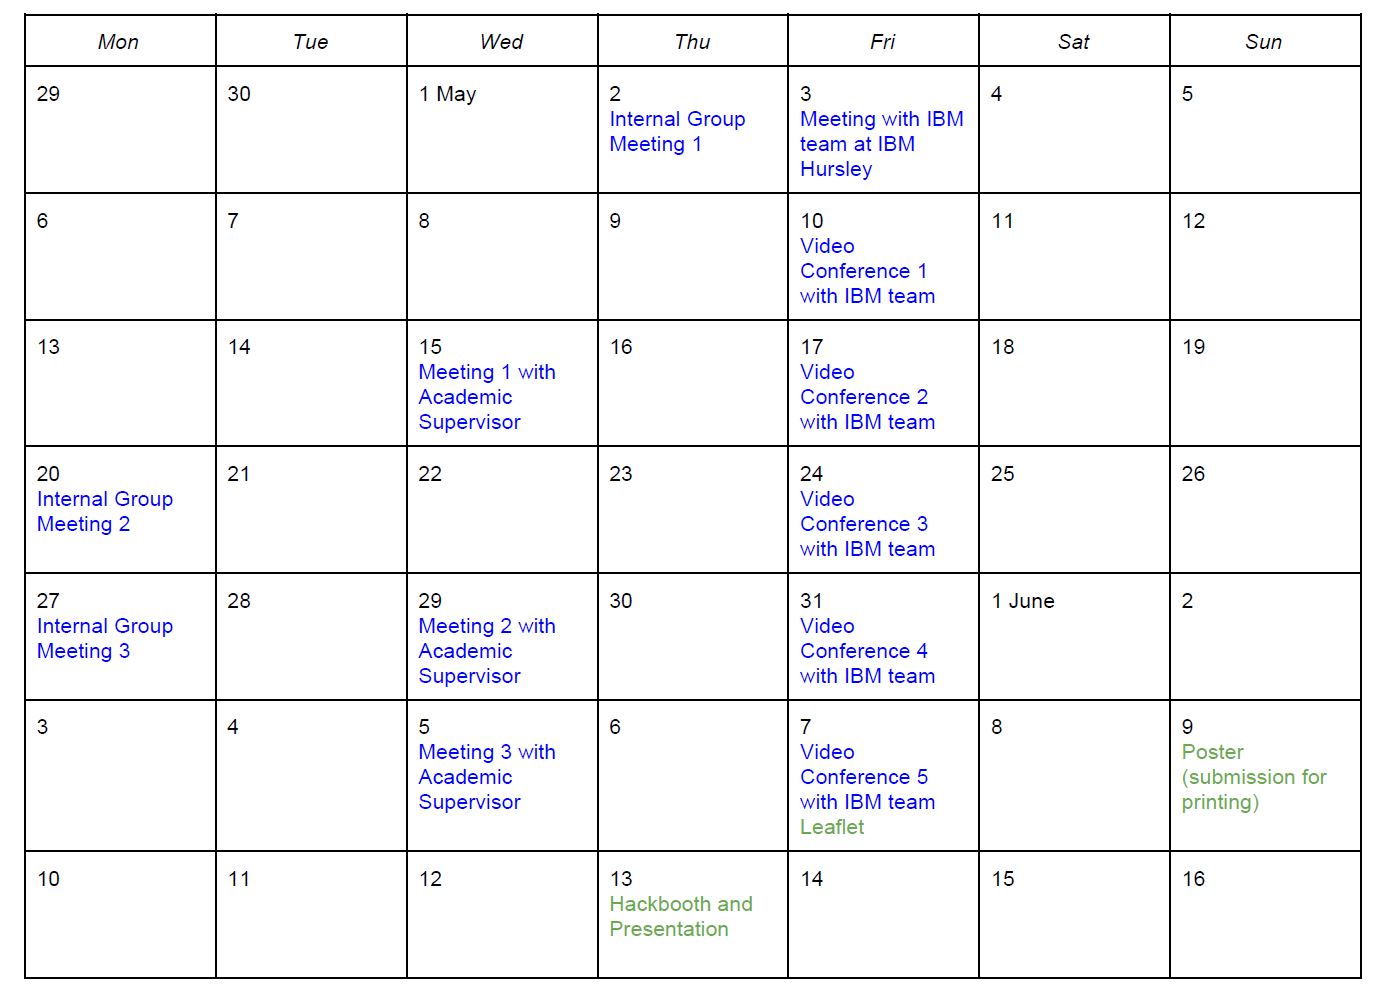 Mon Tue Wed Thu Fri Sat Sun
29
30
1 May
2
Internal Group
Meeting 1
3
Meeting with IBM
team at IBM
Hursley
4
5
6
7
8
9
10
Video
Conference 1
with IBM team
11
12
13
14
15
Meeting 1 with
Academic
Supervisor
16
17
Video
Conference 2
with IBM team
18
19
20
Internal Group
Meeting 2
21
22
23
24
Video
Conference 3
with IBM team
25
26
27
Internal Group
Meeting 3
28
29
Meeting 2 with
Academic
Supervisor
30
31
Video
Conference 4
with IBM team
1 June
2
3
4
5
Meeting 3 with
Academic
Supervisor
6
7
Video
Conference 5
with IBM team
Leaflet
8
9
Poster
(submission for
printing)
10
11
12
13
Hackbooth and
Presentation
14
15
16